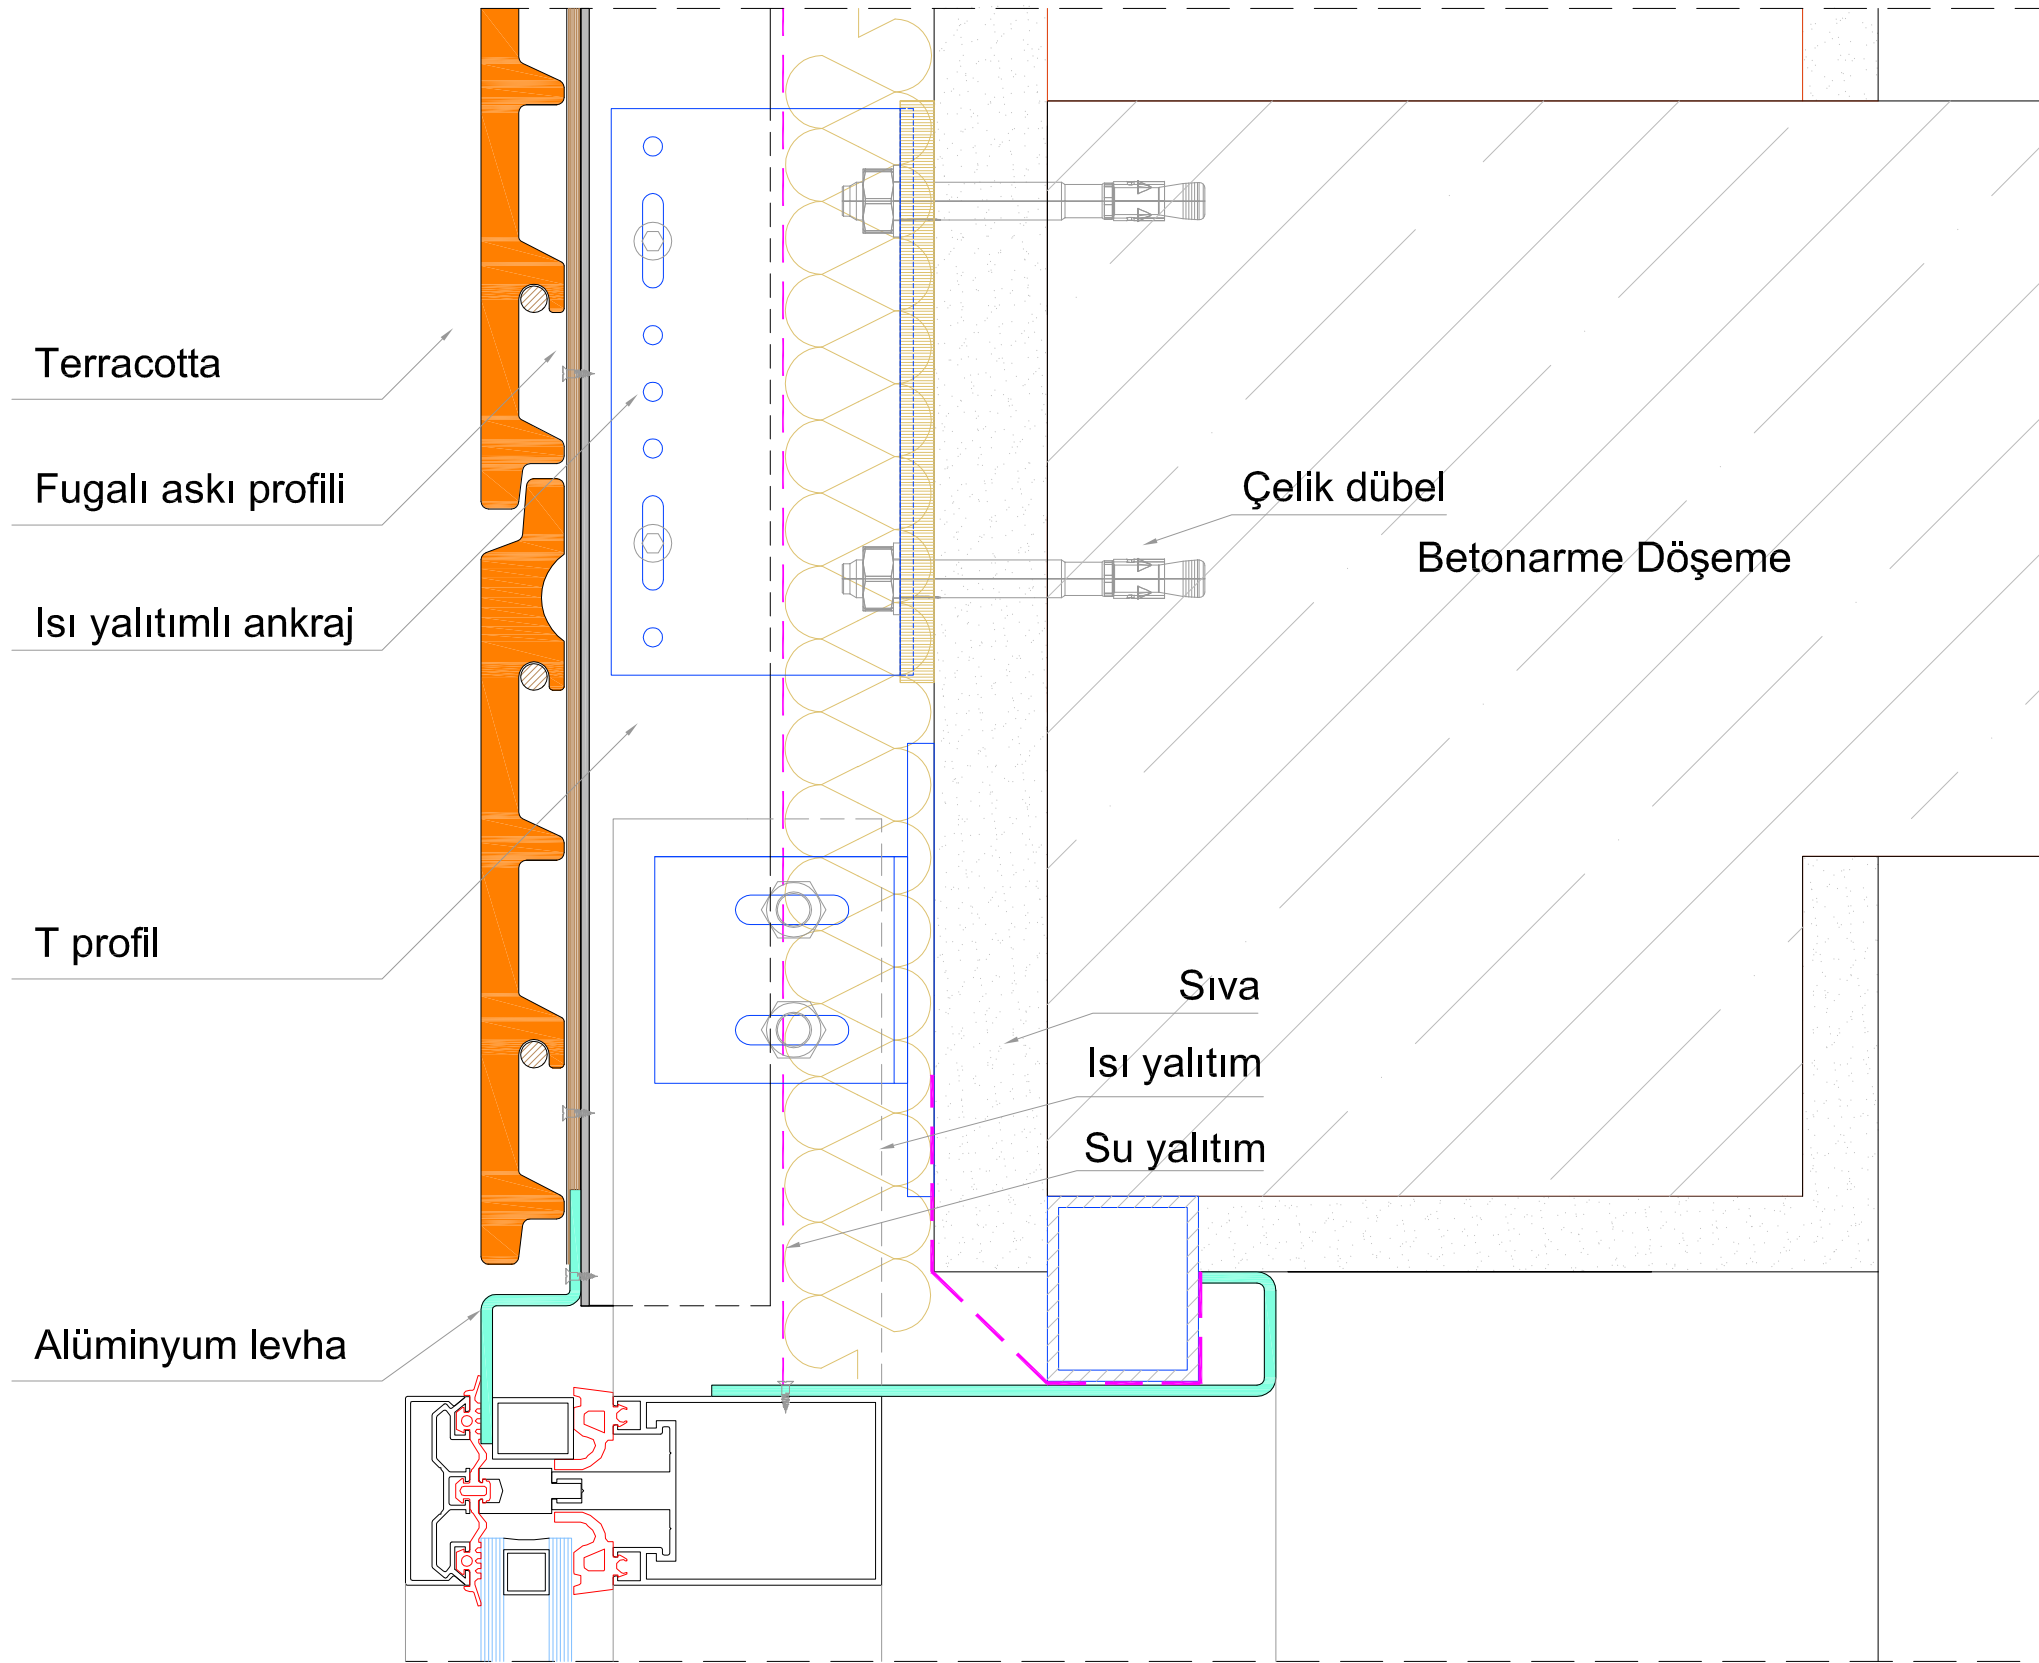 Terracotta
Fugalı askı profili
Isı yalıtımlı ankraj
T profil
Alüminyum levha
Çelik dübel
Betonarme Döşeme
Sıva
Isı yalıtım
Su yalıtım